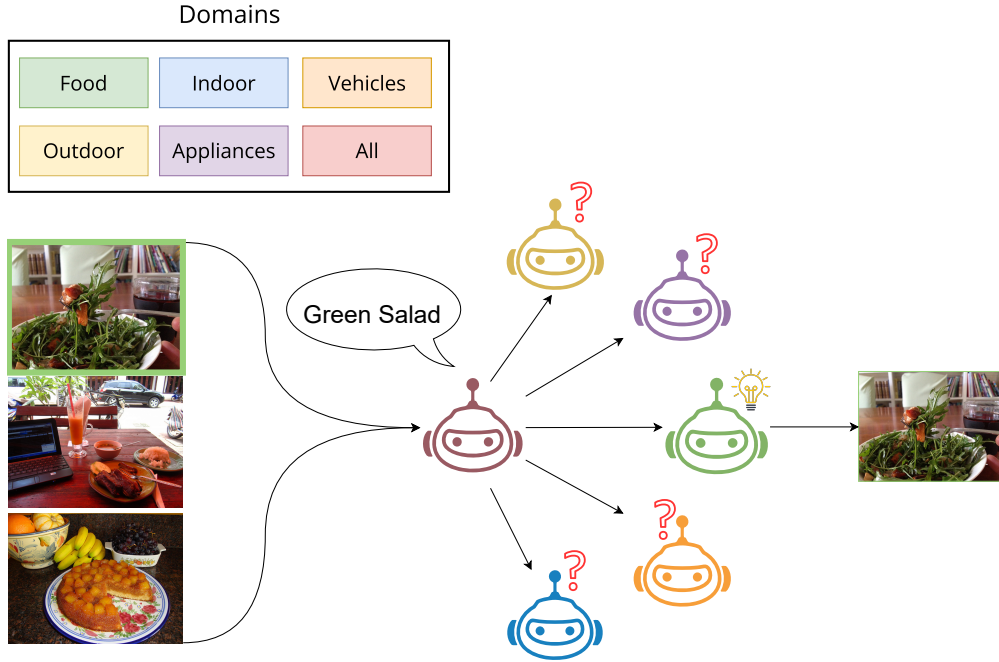 Domains
Food
Indoor
Vehicles
Outdoor
Appliances
All
?
?
Green Salad
?
?